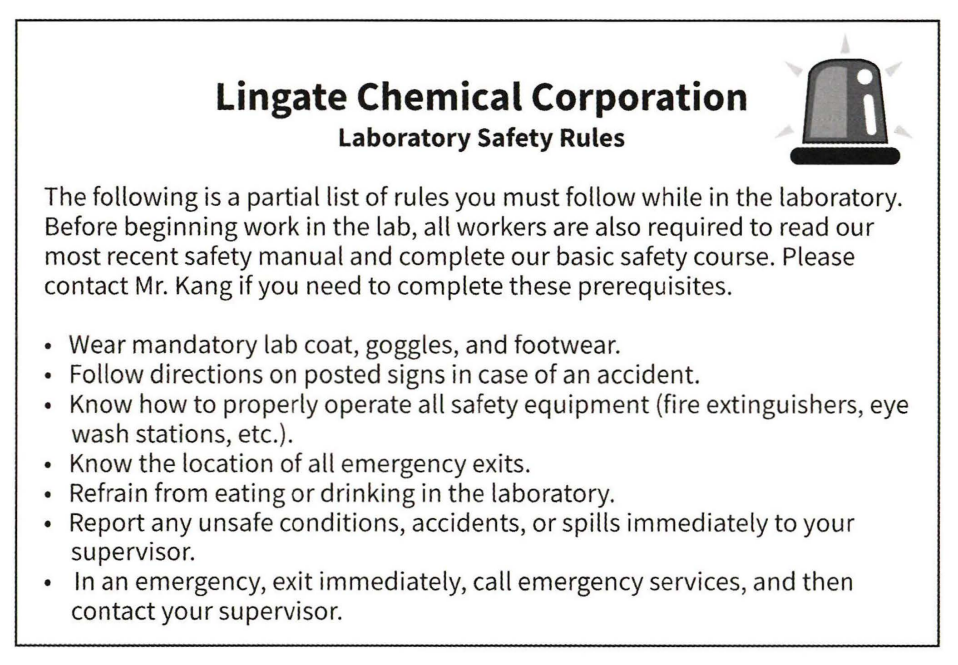 Lingate Chemical Corporation
Laboratory Safety Rules
The following is a partial list of rules you must follow while in the laboratory.
Before beginning work in the lab, all workers are also required to read our
most recent safety manual and complete our basic safety course. Please
contact Mr. Kang if you need to complete these prerequisites.
• Wear mandatory lab coat, goggles, and footwear.
• Follow directions on posted signs in case of an accident.
• Know how to properly operate all safety equipment (fire extinguishers, eye
wash stations, etc.).
• Know the location of all emergency exits.
• Refrain from eating or drinking in the laboratory.
• Report any unsafe conditions, accidents, or spills immediately to your
supervisor.
• In an emergency, exit immediately, call emergency services, and then
contact your supervisor.